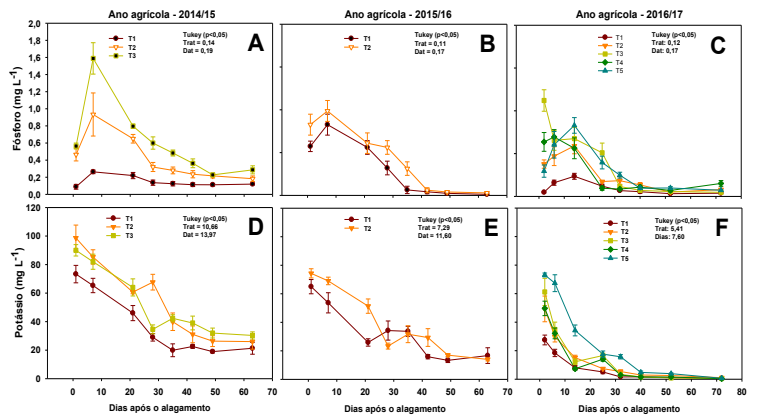 Ano agrícola - 2014/15
Ano agrícola - 2015/16
Ano agrícola - 2016/17
Fósforo (mg L⁻¹)
2,0
1,8
1,6
1,4
1,2
1,0
0,8
0,6
0,4
0,2
0,0
T1
T2
T3
Tukey (p<0,05)
Trat = 0,14
Dat = 0,19
A
T1
T2
Tukey (p<0,05)
Trat = 0,11
Dat = 0,17
B
T1
T2
T3
T4
T5
Tukey (p<0,05)
Trat: 0,12
Dat: 0,17
C
Potássio (mg L⁻¹)
120
100
80
60
40
20
0
D
T1
T2
T3
Tukey (p<0,05)
Trat = 10,66
Dat = 13,97
E
T1
T2
Tukey (p<0,05)
Trat = 7,29
Dat = 11,60
F
T1
T2
T3
T4
T5
Tukey (p<0,05)
Trat: 5,41
Dias: 7,60
0 10 20 30 40 50 60 70
0 10 20 30 40 50 60 70
0 10 20 30 40 50 60 70 80
Dias após o alagamento
Dias após o alagamento
Dias após o alagamento